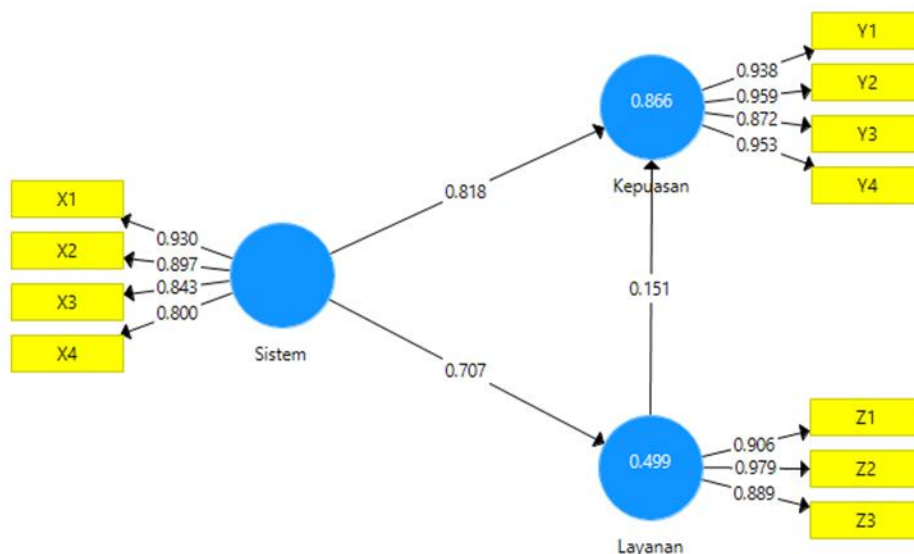 Y1
0.938
Y2
0.959
0.866
0.872
Y3
0.953
Kepuasan
Y4
0.818
X1
0.930
X2
0.897
0.151
0.843
X3
0.800
X4
Sistem
0.707
Z1
0.906
0.499
0.979
Z2
0.889
Z3
Layanan